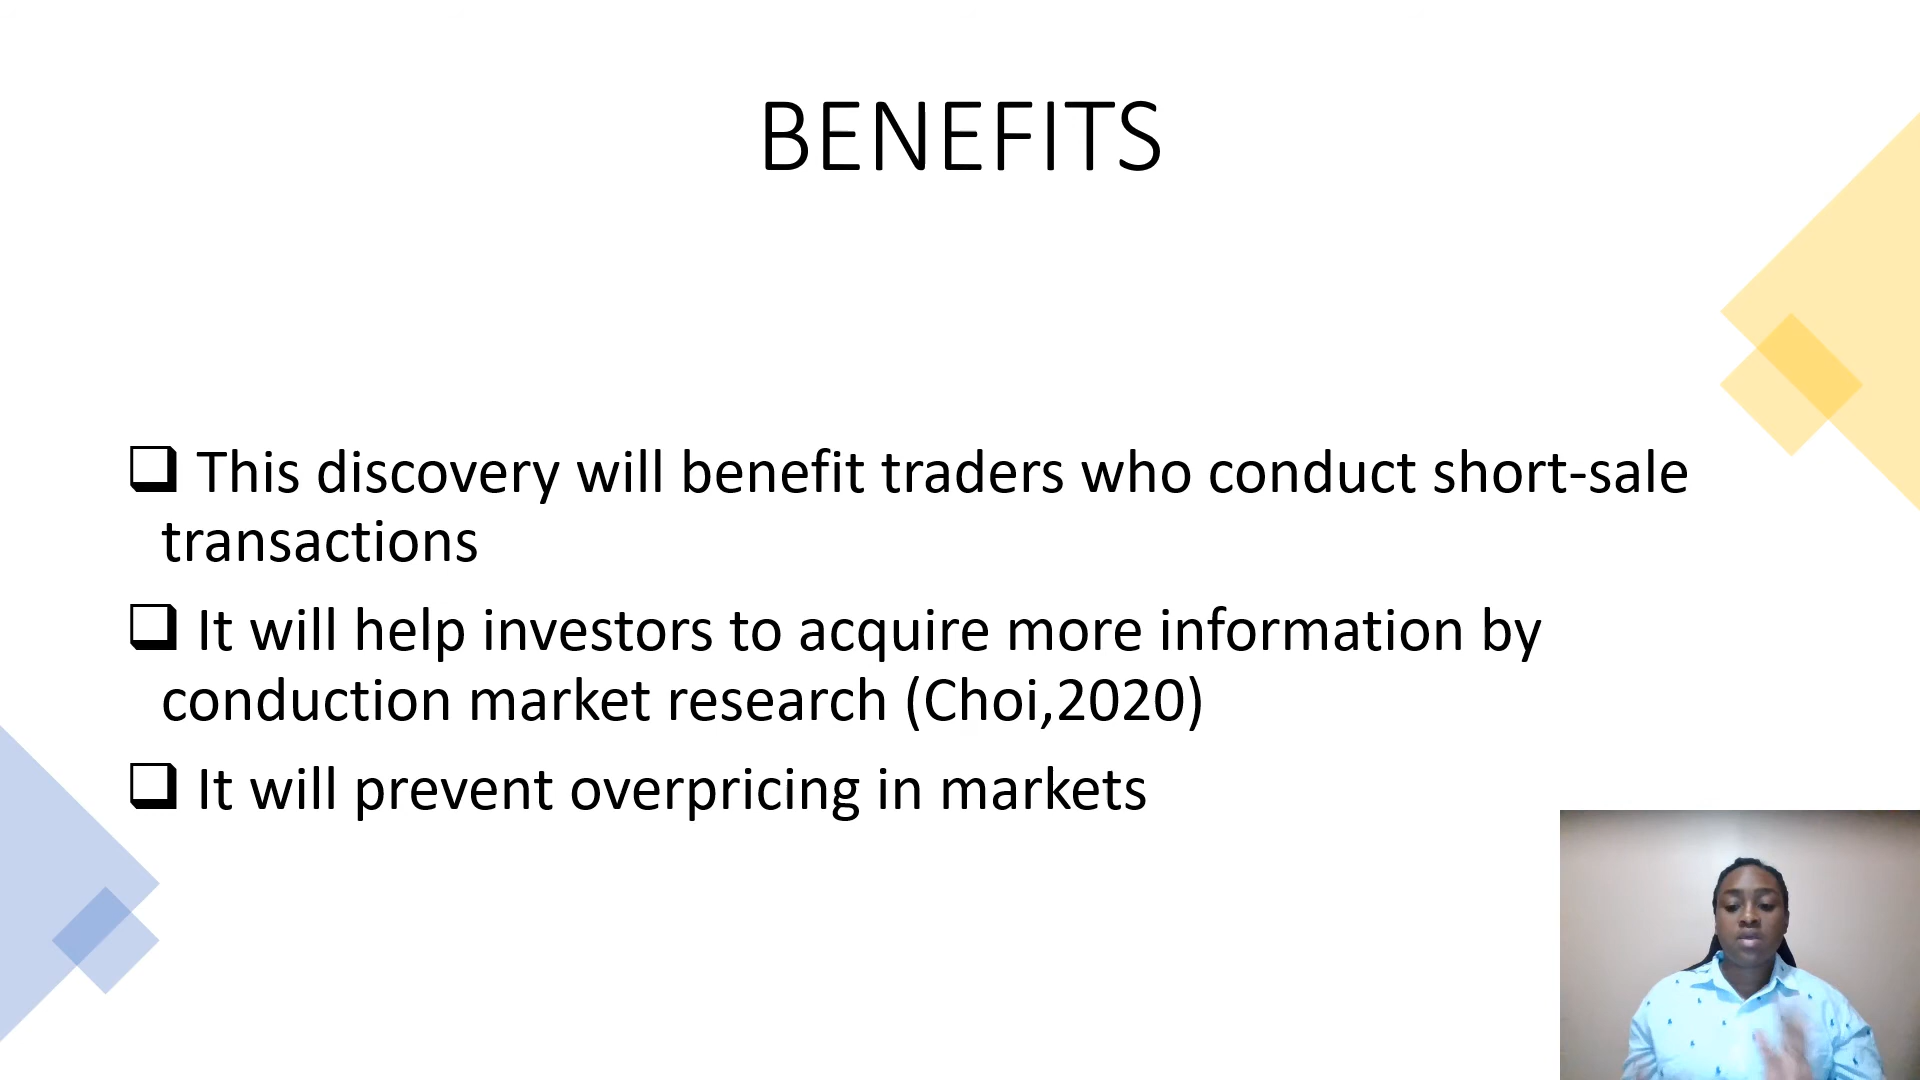 BENEFITS
❑ This discovery will benefit traders who conduct short-sale
transactions
❑ It will help investors to acquire more information by
conduction market research (Choi,2020)
❑ It will prevent overpricing in markets